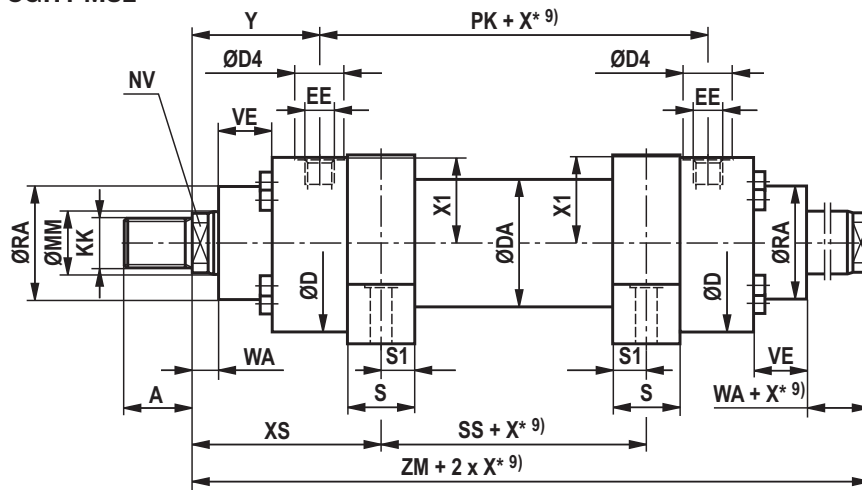 Y
PK + X* 9)
ØD4
ØD4
NV
EE
EE
VE
X1
X1
ØRA
ØMM
KK
ØD
ØDA
ØD
ØRA
WA
S1
S1
VE
A
S
S
WA + X* 9)
XS
SS + X* 9)
ZM + 2 x X* 9)